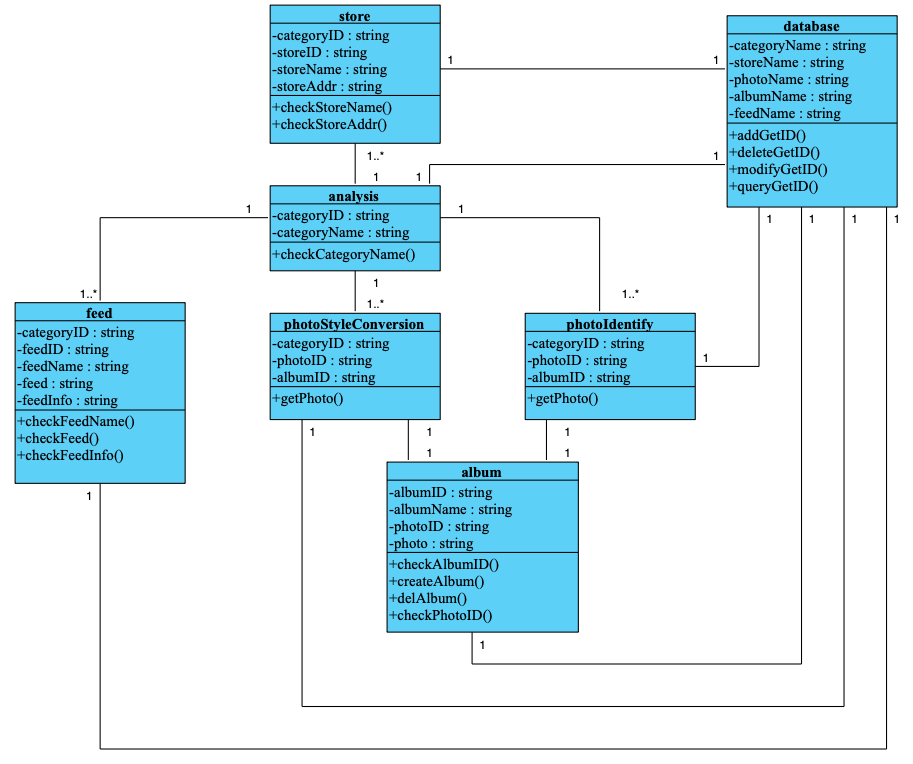 store
-categoryID : string
-storeID : string
-storeName : string
-storeAddr : string
+checkStoreName()
+checkStoreAddr()
database
-categoryName : string
-storeName : string
-photoName : string
-albumName : string
-feedName : string
+addGetID()
+deleteGetID()
+modifyGetID()
+queryGetID()
1
1
1..*
1
1
1
analysis
-categoryID : string
-categoryName : string
+checkCategoryName()
1
1
1
1
1
1
1
1..*
1..*
1..*
feed
-categoryID : string
-feedID : string
-feedName : string
-feed : string
-feedInfo : string
+checkFeedName()
+checkFeed()
+checkFeedInfo()
photoStyleConversion
-categoryID : string
-photoID : string
-albumID : string
+getPhoto()
photoIdentify
-categoryID : string
-photoID : string
-albumID : string
+getPhoto()
1
1
1
1
1
1
1
album
-albumID : string
-albumName : string
-photoID : string
-photo : string
+checkAlbumID()
+createAlbum()
+delAlbum()
+checkPhotoID()
1